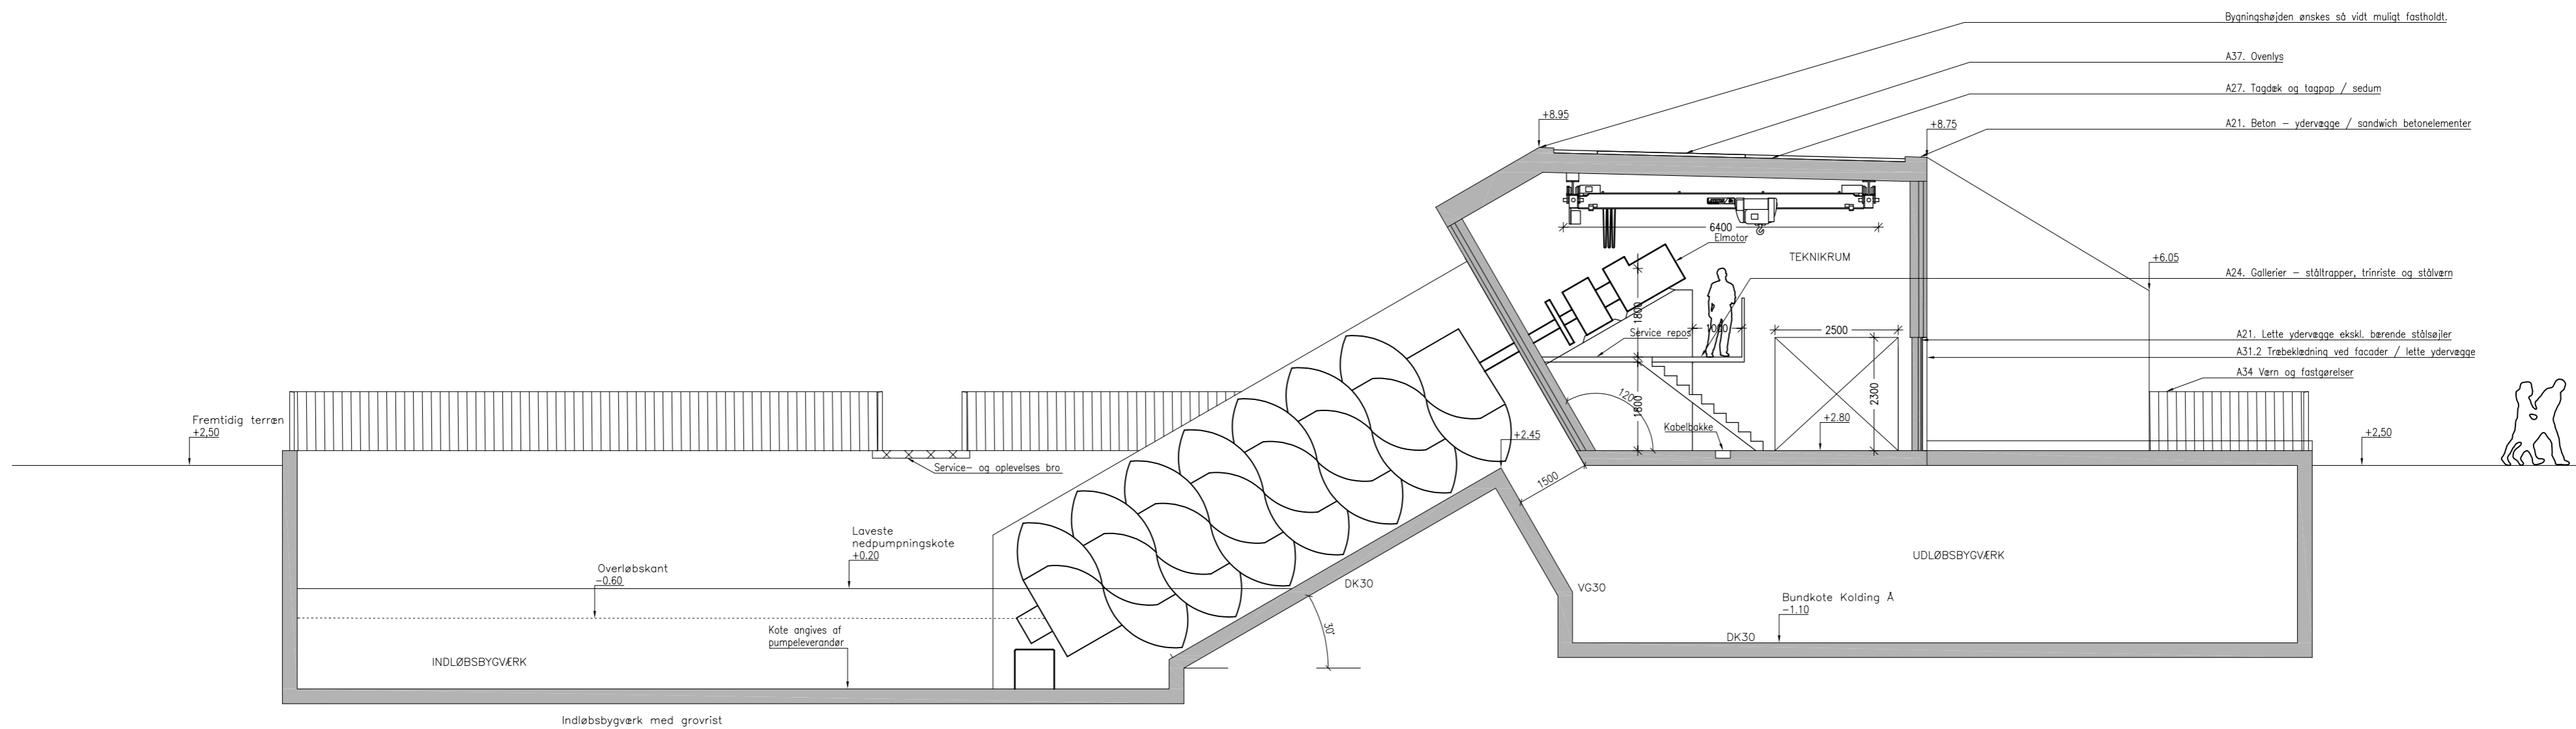 Bygningshøjden ønskes så vidt muligt fastholdt.
A37. Ovenlys
A27. Tagdæk og tagpap / sedum
+8.95
+8.75
A21. Beton – ydervægge / sandwich betonelementer
6400
Elmotor
TEKNIKRUM
+6.05
A24. Gallerier – ståltrapper, trinriste og stålværn
1800
1000
Service repos
2500
A21. Lette ydervægge ekskl. bærende stålsøjler
A31.2 Træbeklædning ved facader / lette ydervægge
A34 Værn og fastgørelser
2300
120°
1800
Fremtidig terræn
+2,50
+2.80
Kabelbakke
+2.45
+2,50
Service– og oplevelses bro
1500
Laveste
nedpumpningskote
+0.20
UDLØBSBYGVÆRK
Overløbskant
-0.60
DK30
VG30
Bundkote Kolding Å
-1.10
Kote angives af
pumpeleverandør
30°
DK30
INDLØBSBYGVÆRK
Indløbsbygværk med grovrist